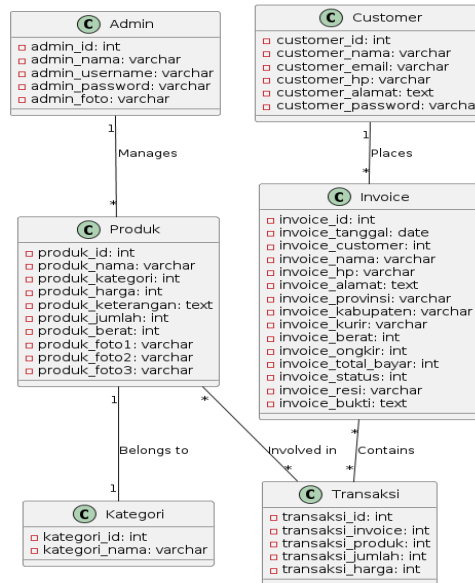 C Admin
admin_id: int
admin_nama: varchar
admin_username: varchar
admin_password: varchar
admin_foto: varchar
C Customer
customer_id: int
customer_nama: varchar
customer_email: varchar
customer_hp: varchar
customer_alamat: text
customer_password: varcha
1
Manages
*
1
Places
*
C Produk
produk_id: int
produk_nama: varchar
produk_kategori: int
produk_harga: int
produk_keterangan: text
produk_jumlah: int
produk_berat: int
produk_foto1: varchar
produk_foto2: varchar
produk_foto3: varchar
C Invoice
invoice_id: int
invoice_tanggal: date
invoice_customer: int
invoice_nama: varchar
invoice_hp: varchar
invoice_alamat: text
invoice_provinsi: varchar
invoice_kabupaten: varchar
invoice_kurir: varchar
invoice_berat: int
invoice_ongkir: int
invoice_total_bayar: int
invoice_status: int
invoice_resi: varchar
invoice_bukti: text
1
Belongs to
1
*
Involved in
*
*
Contains
*
C Kategori
kategori_id: int
kategori_nama: varchar
C Transaksi
transaksi_id: int
transaksi_invoice: int
transaksi_produk: int
transaksi_jumlah: int
transaksi_harga: int